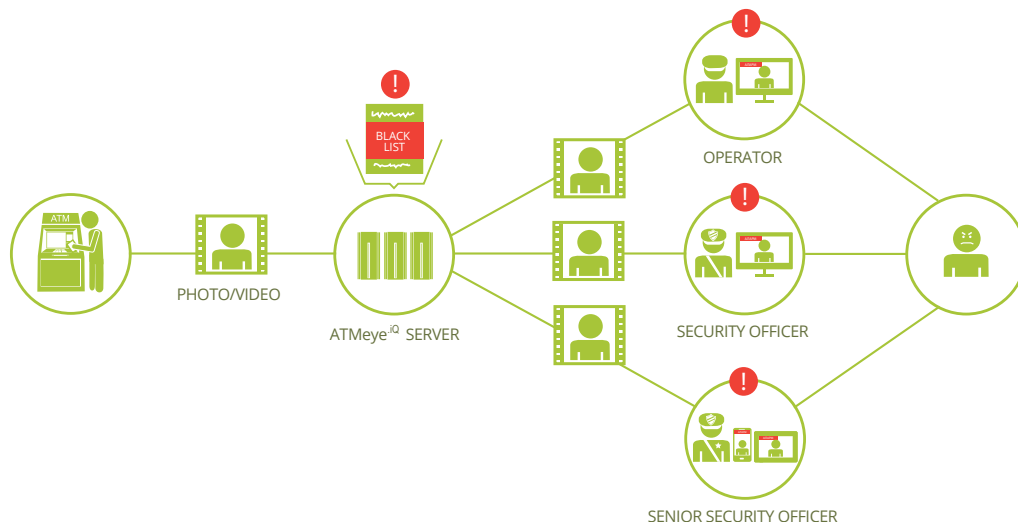 ATM
PHOTO/VIDEO
BLACK
LIST
ATMeye.iQ SERVER
OPERATOR
SECURITY OFFICER
SENIOR SECURITY OFFICER